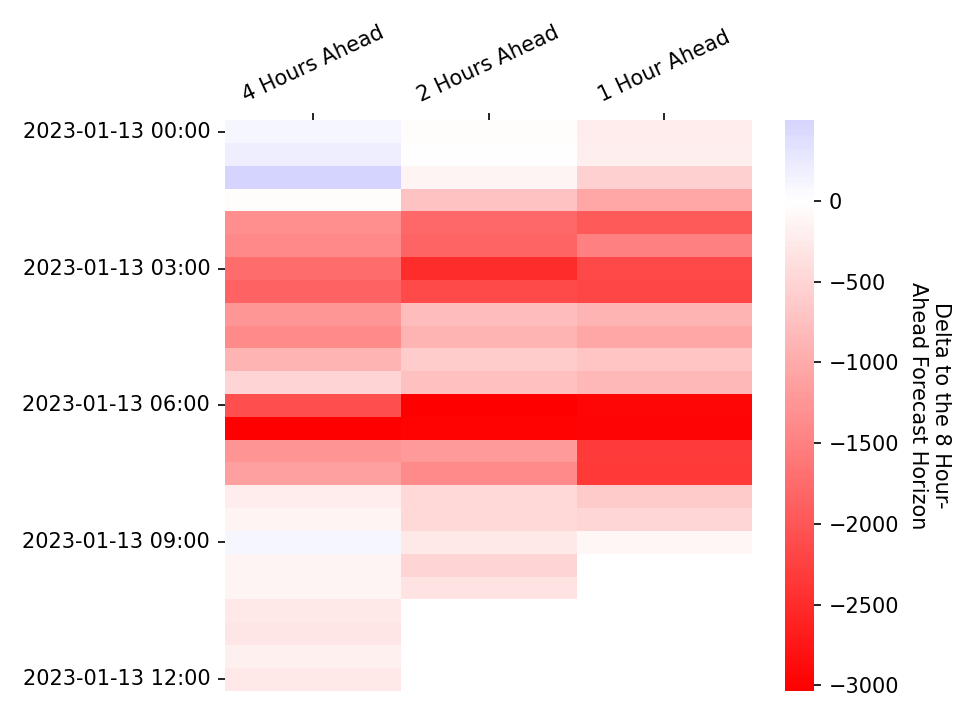 4 Hours Ahead
2 Hours Ahead
1 Hour Ahead
2023-01-13 00:00
2023-01-13 03:00
2023-01-13 06:00
2023-01-13 09:00
2023-01-13 12:00
0
−500
−1000
−1500
−2000
−2500
−3000
Delta to the 8 Hour-
Ahead Forecast Horizon